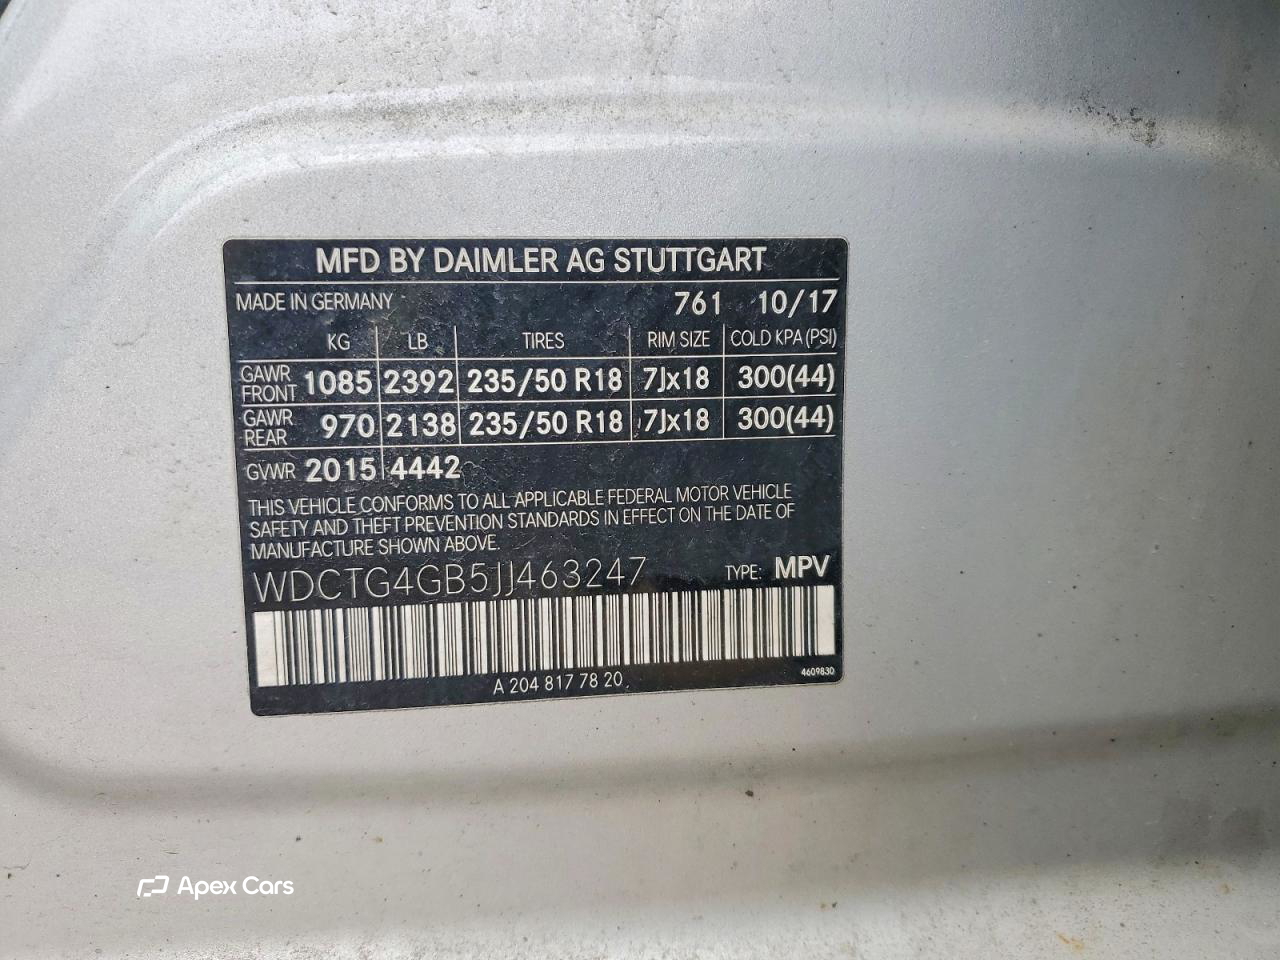 MFD BY DAIMLER AG STUTTGART
MADE IN GERMANY 761 10/17
KG LB TIRES RIM SIZE COLD KPA (PSI)
GAWR FRONT 1085 2392 235/50 R18 7Jx18 300(44)
GAWR REAR 970 2138 235/50 R18 7Jx18 300(44)
GVWR 2015 4442
THIS VEHICLE CONFORMS TO ALL APPLICABLE FEDERAL MOTOR VEHICLE
SAFETY AND THEFT PREVENTION STANDARDS IN EFFECT ON THE DATE OF
MANUFACTURE SHOWN ABOVE.
WDCTG4GB5JJ463247 TYPE: MPV
A 204 817 78 20
4609830
Apex Cars